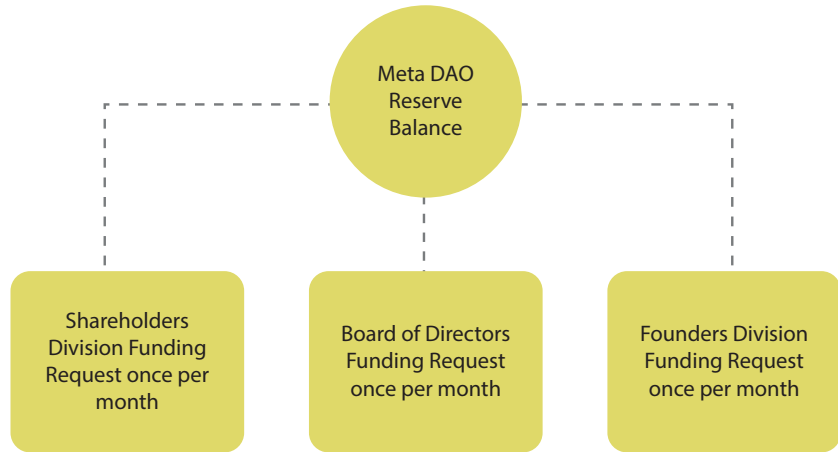 Meta DAO
Reserve
Balance
Shareholders
Division Funding
Request once per
month
Board of Directors
Funding Request
once per month
Founders Division
Funding Request
once per month